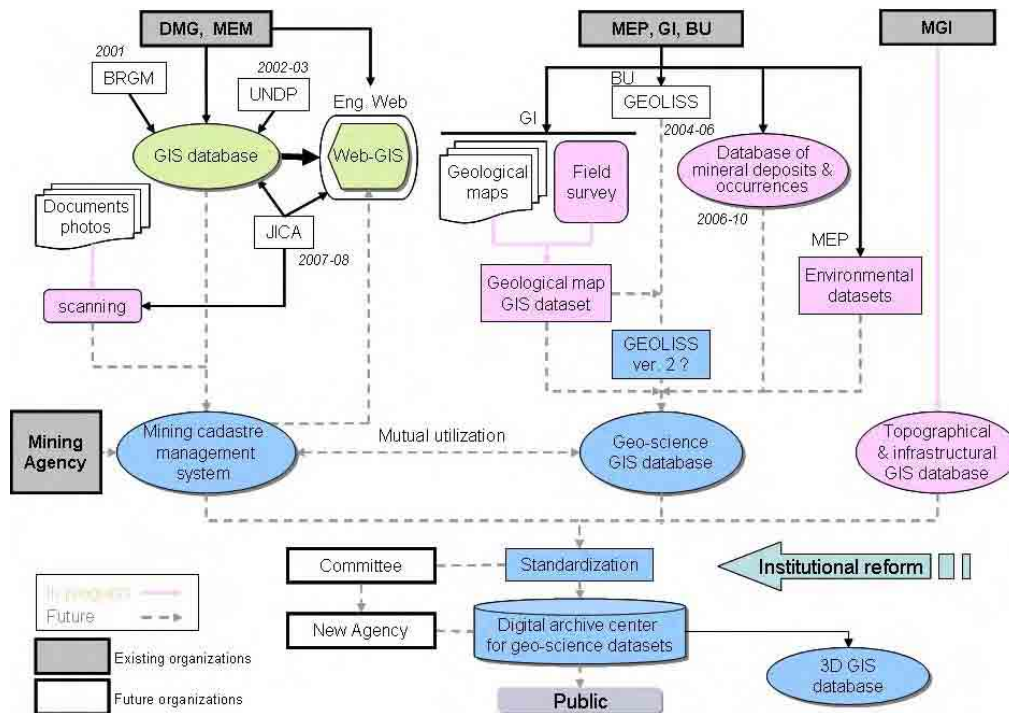 DMG, MEM
MEP, GI, BU
MGI
2001
BRGM
2002-03
UNDP
Eng. Web
GIS database
Web-GIS
Documents
photos
JICA
2007-08
scanning
BU
GEOLISS
2004-06
GI
Geological
maps
Field
survey
Database of
mineral deposits &
occurrences
2006-10
MEP
Geological map
GIS dataset
Environmental
datasets
GEOLISS
ver. 2 ?
Mining
Agency
Mining cadastre
management
system
Mutual utilization
Geo-science
GIS database
Topographical
& infrastructural
GIS database
Committee
Standardization
Institutional reform
New Agency
Digital archive center
for geo-science datasets
3D GIS
database
Public
Future
Existing organizations
Future organizations